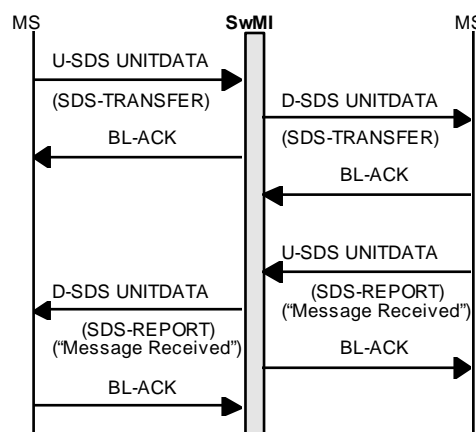 MS
SwMI
MS
U-SDS UNITDATA
(SDS-TRANSFER)
D-SDS UNITDATA
(SDS-TRANSFER)
BL-ACK
BL-ACK
U-SDS UNITDATA
(SDS-REPORT)
("Message Received")
D-SDS UNITDATA
(SDS-REPORT)
("Message Received")
BL-ACK
BL-ACK